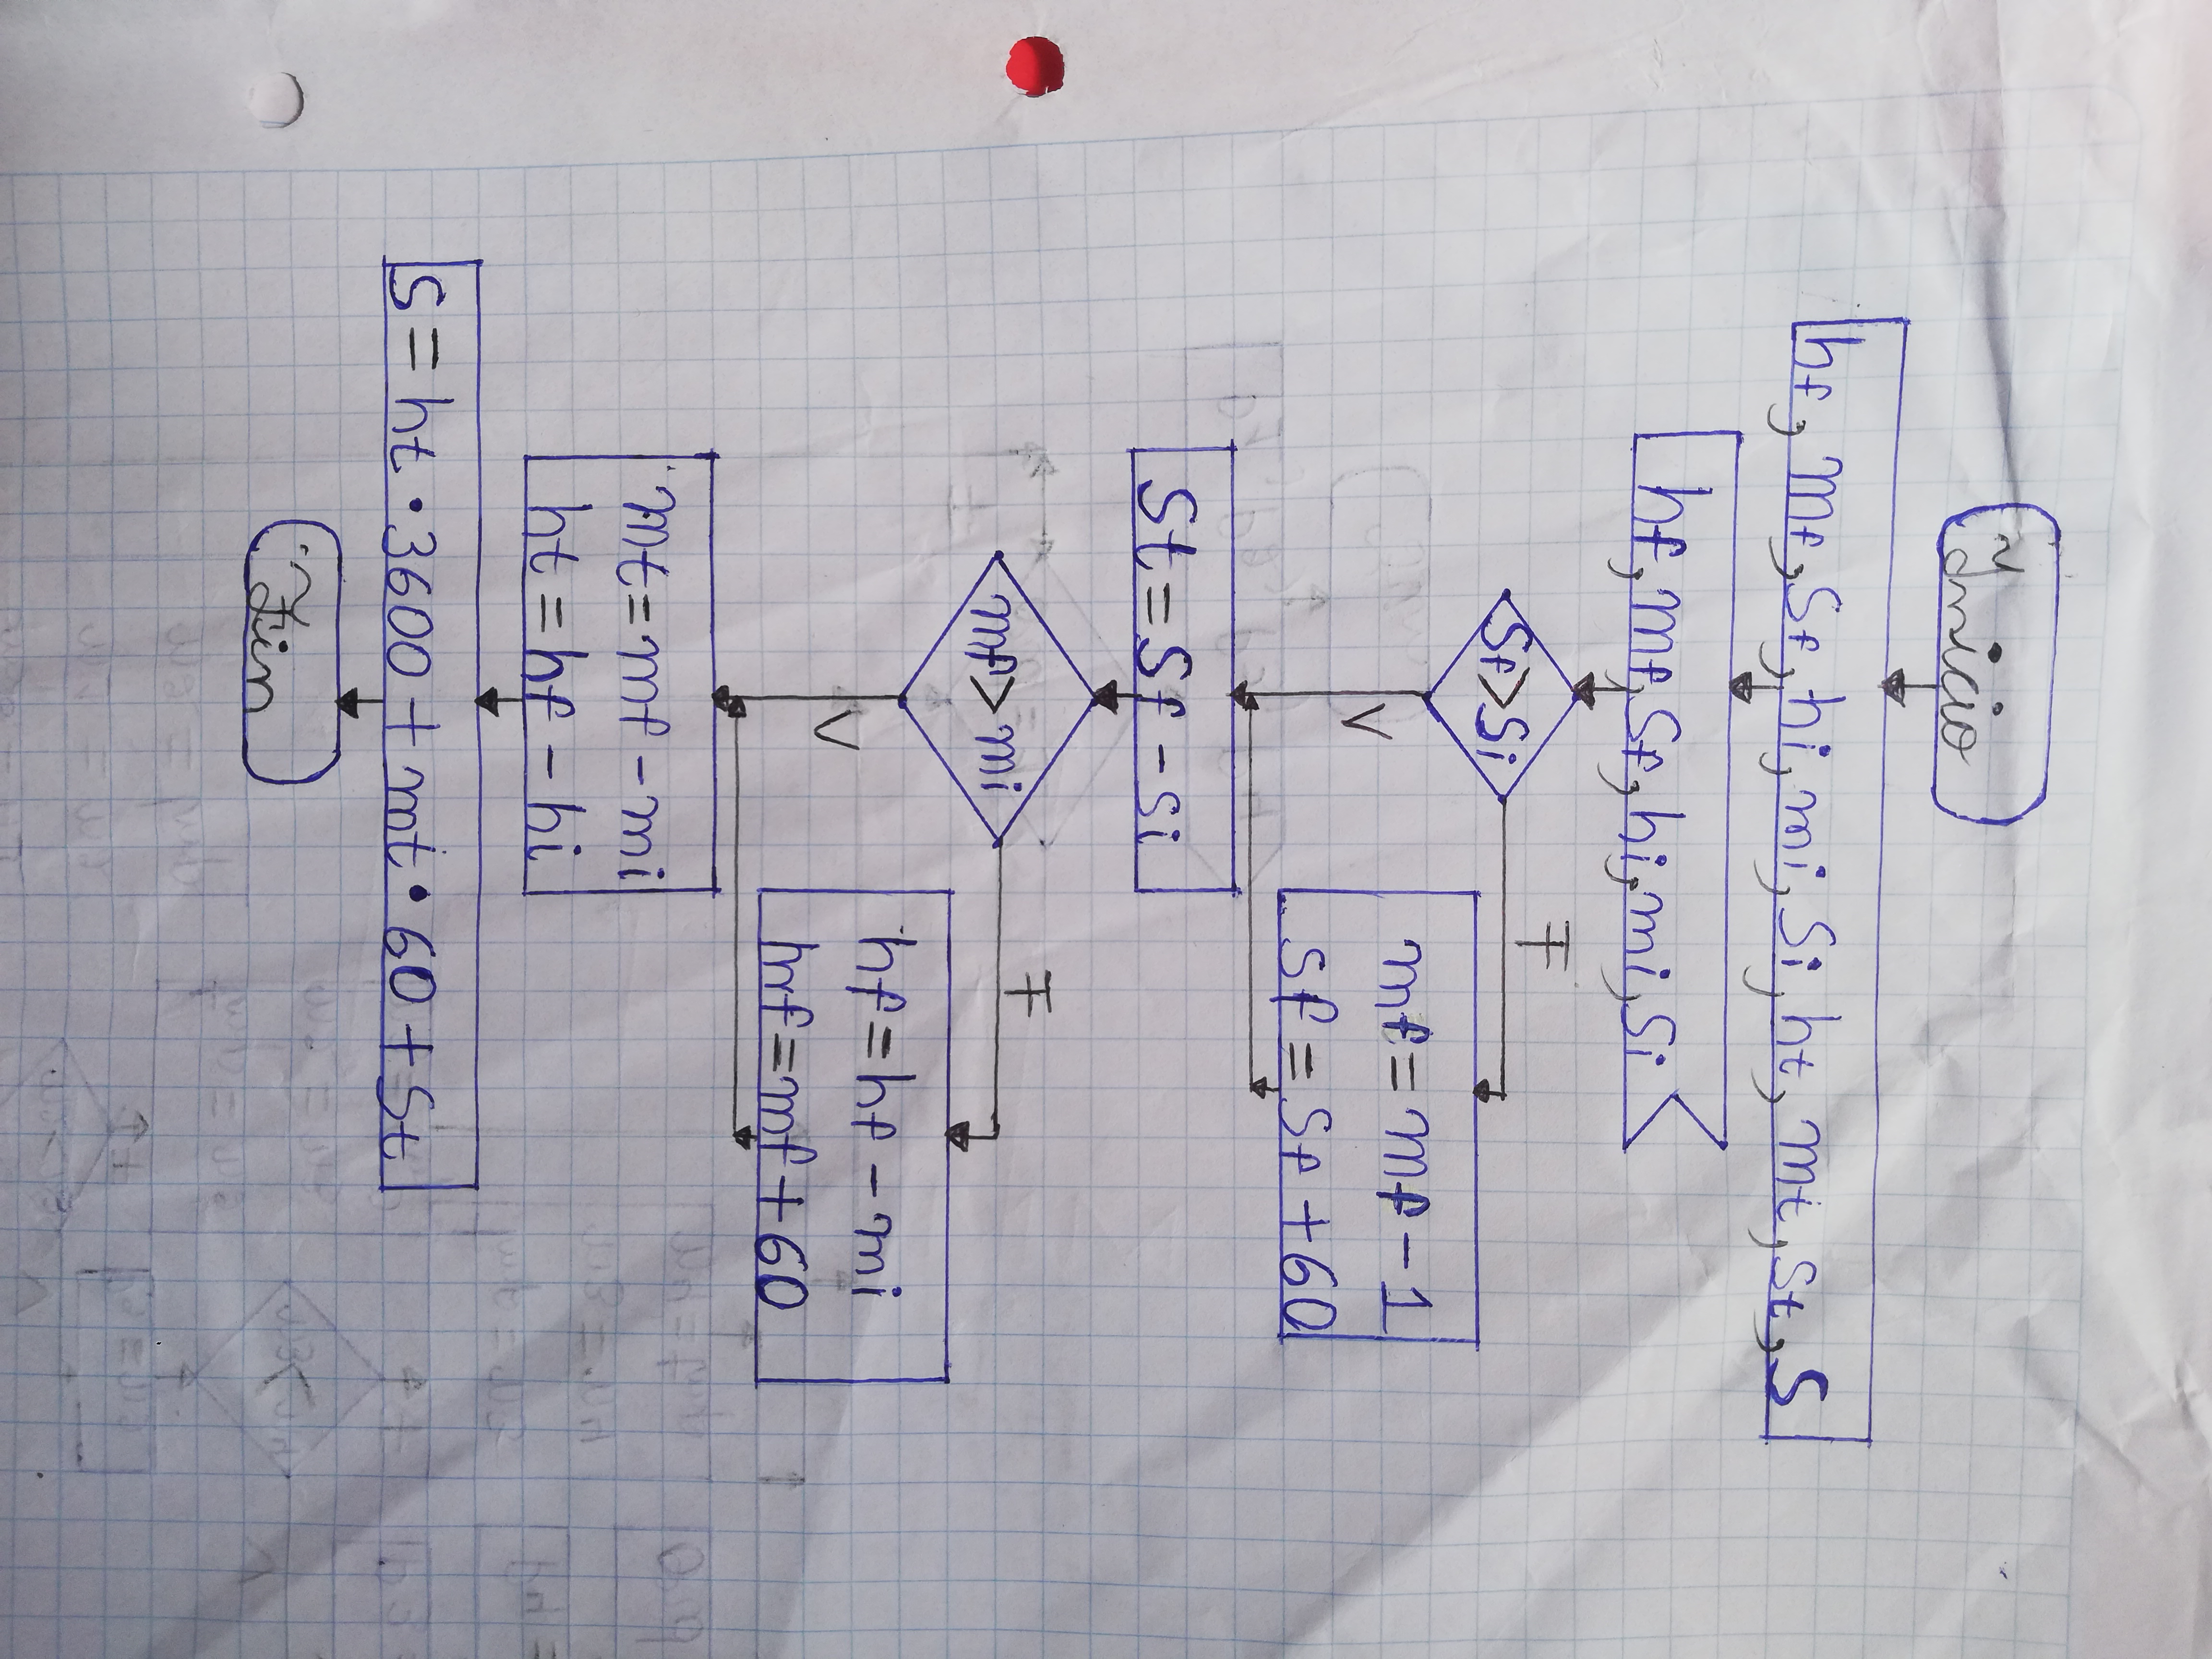 Inicio
hf, mf, Sf, hi, mi, Si, ht, mt, St, S
hf, mf, Sf, hi, mi, Si
Sf > Si
F
mf = mf - 1
sf = Sf + 60
V
St = Sf - si
mf > mi
F
hf = hf - mi
mf = mf + 60
V
mt = mf - mi
ht = hf - hi
S = ht · 3600 + mt · 60 + St
Fin